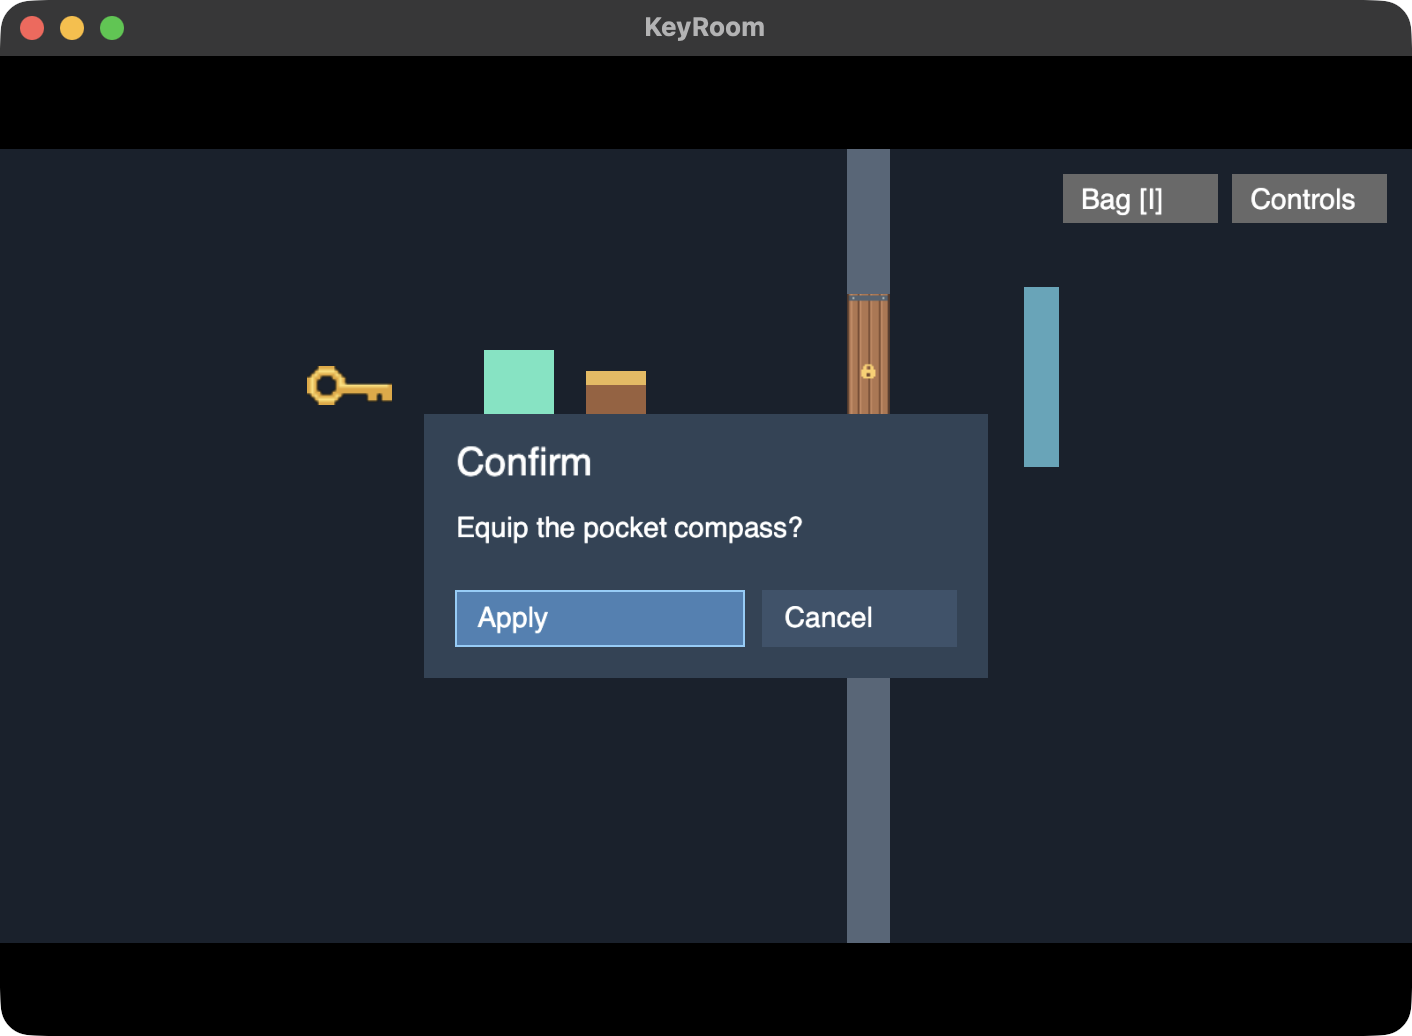 KeyRoom
Bag [I]
Controls
Confirm
Equip the pocket compass?
Apply
Cancel